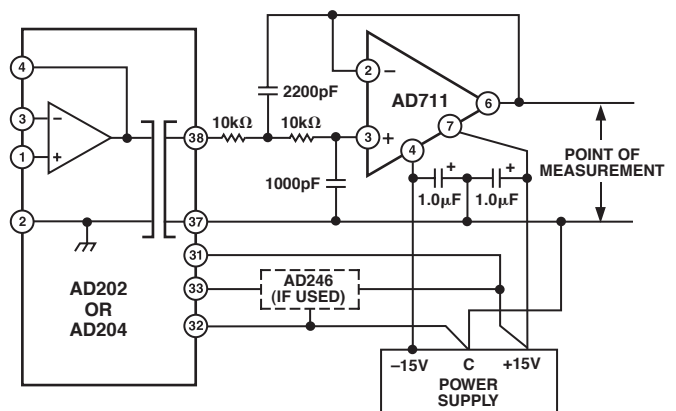 4
3
1
2
AD202
OR
AD204
38
37
31
33
32
10kΩ
2200pF
10kΩ
1000pF
2
–
3
+
AD711
6
7
4
+
+
1.0μF
1.0μF
POINT OF
MEASUREMENT
AD246
(IF USED)
–15V C +15V
POWER
SUPPLY
–
+